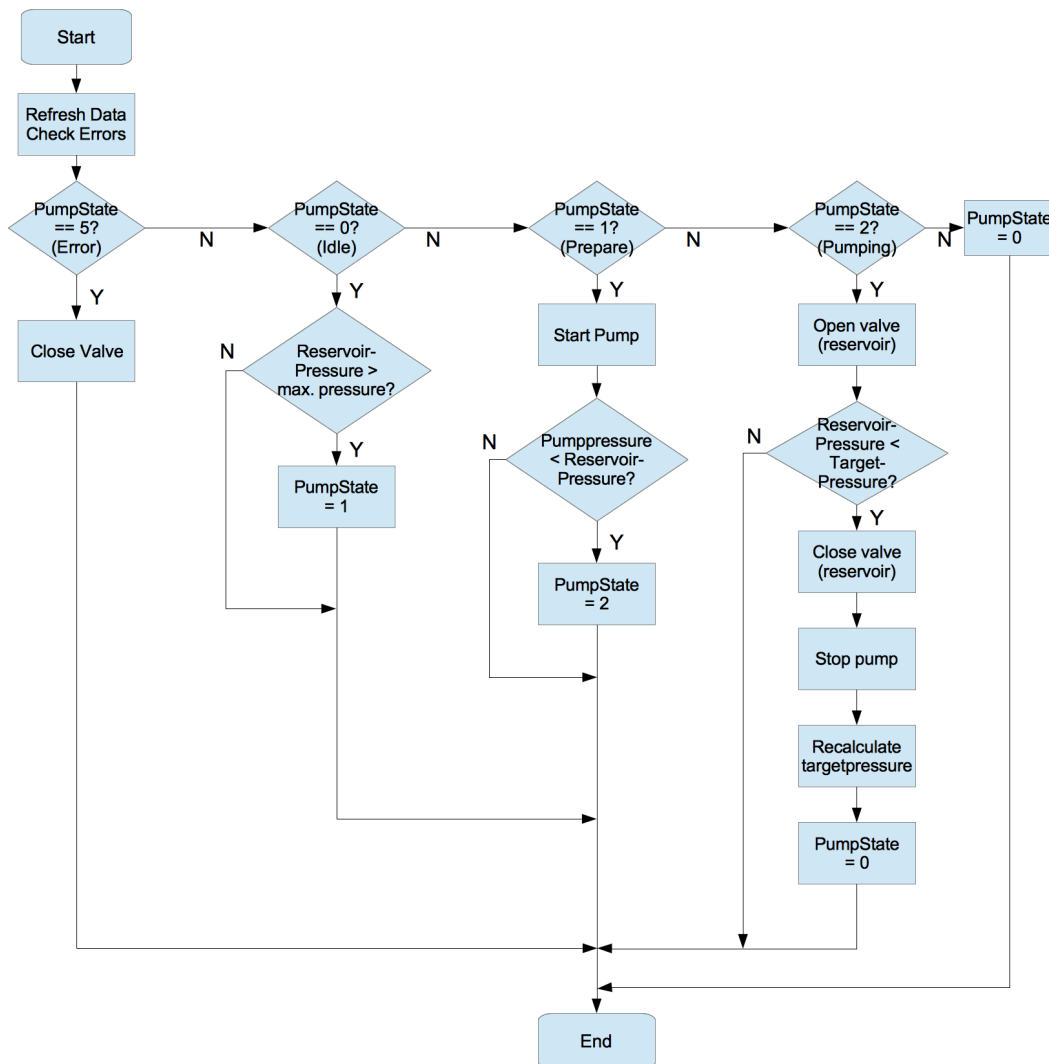 Start
Refresh Data
Check Errors
PumpState
== 5?
(Error)
N
PumpState
== 0?
(Idle)
N
PumpState
== 1?
(Prepare)
N
PumpState
== 2?
(Pumping)
N
PumpState
= 0
Y
Close Valve
Y
Reservoir-
Pressure >
max. pressure?
N
Y
PumpState
= 1
Y
Start Pump
Pumppressure
< Reservoir-
Pressure?
N
Y
PumpState
= 2
Y
Open valve
(reservoir)
Reservoir-
Pressure <
Target-
Pressure?
N
Y
Close valve
(reservoir)
Stop pump
Recalculate
targetpressure
PumpState
= 0
End